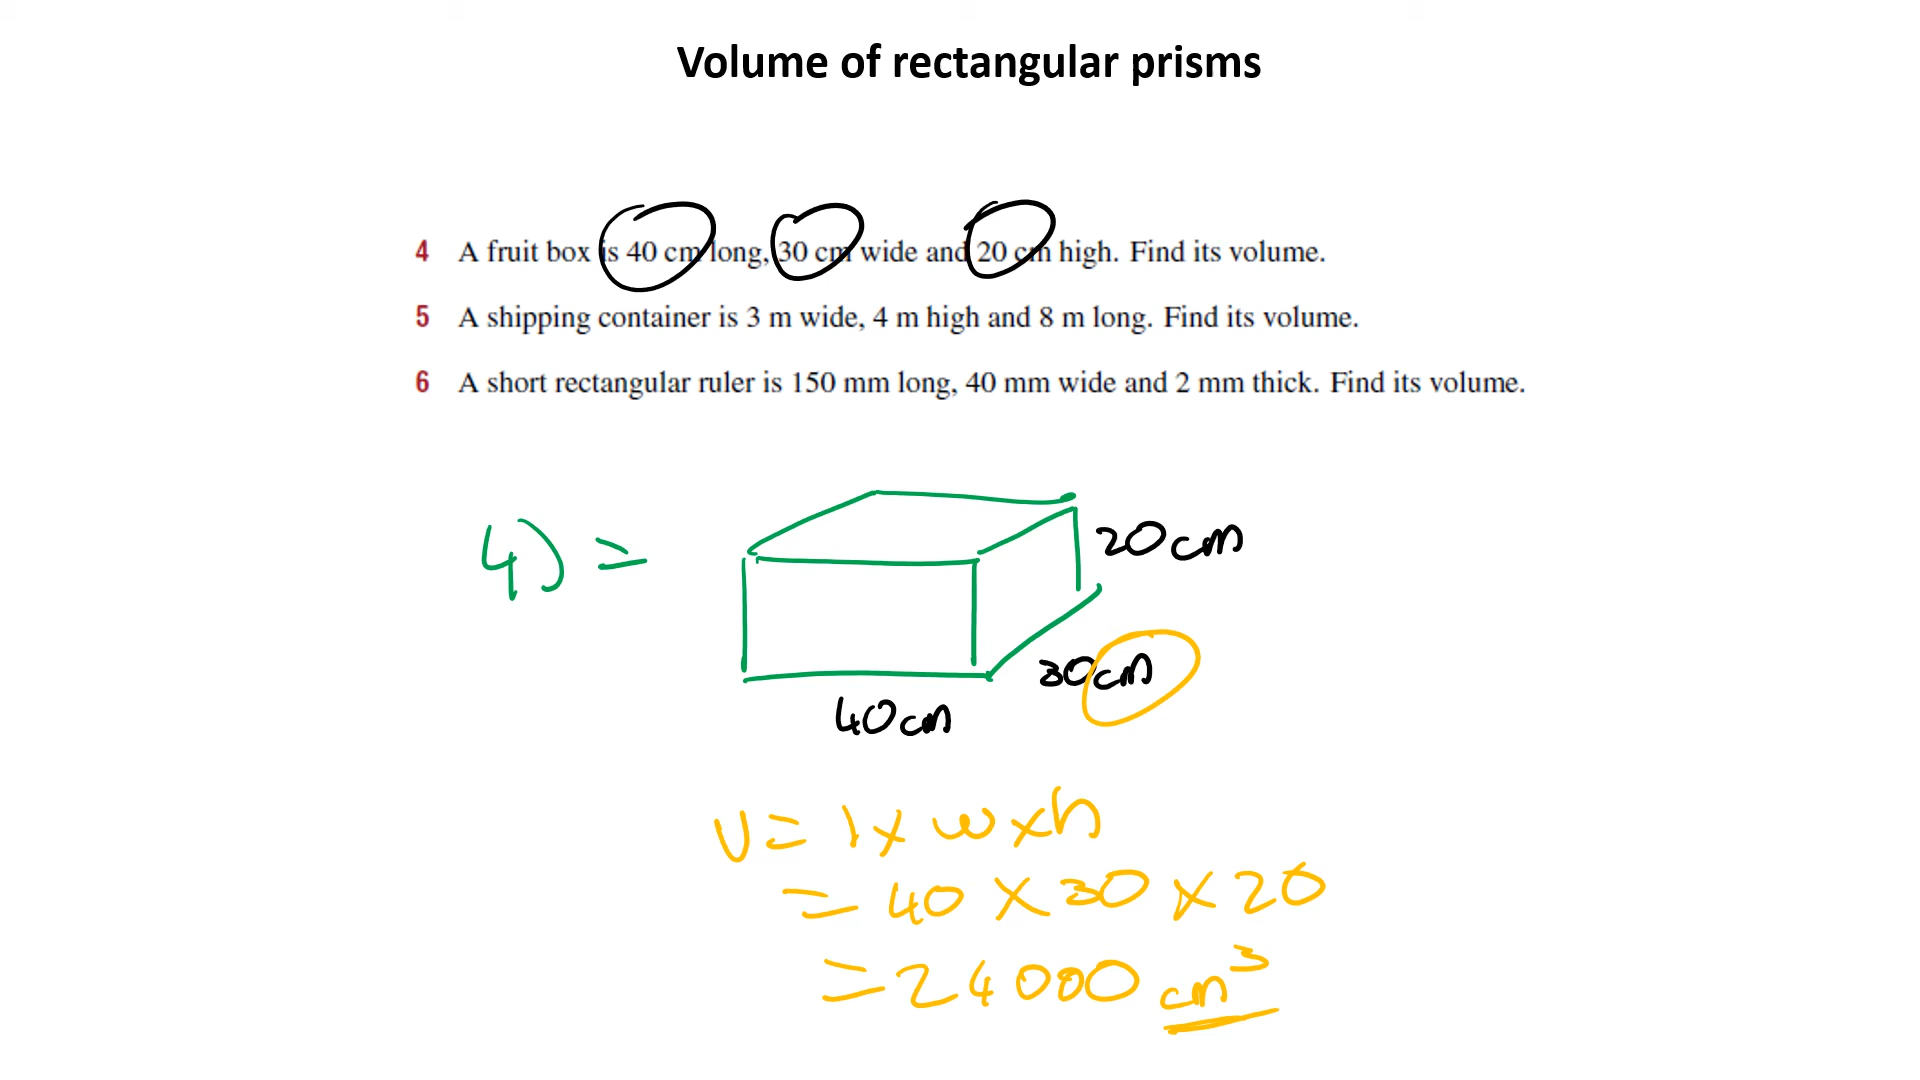 Volume of rectangular prisms
4 A fruit box is 40 cm long, 30 cm wide and 20 cm high. Find its volume.
5 A shipping container is 3 m wide, 4 m high and 8 m long. Find its volume.
6 A short rectangular ruler is 150 mm long, 40 mm wide and 2 mm thick. Find its volume.
4) =
20cm
30cm
40cm
V = l x w x h
= 40 x 30 x 20
= 24000 cm³